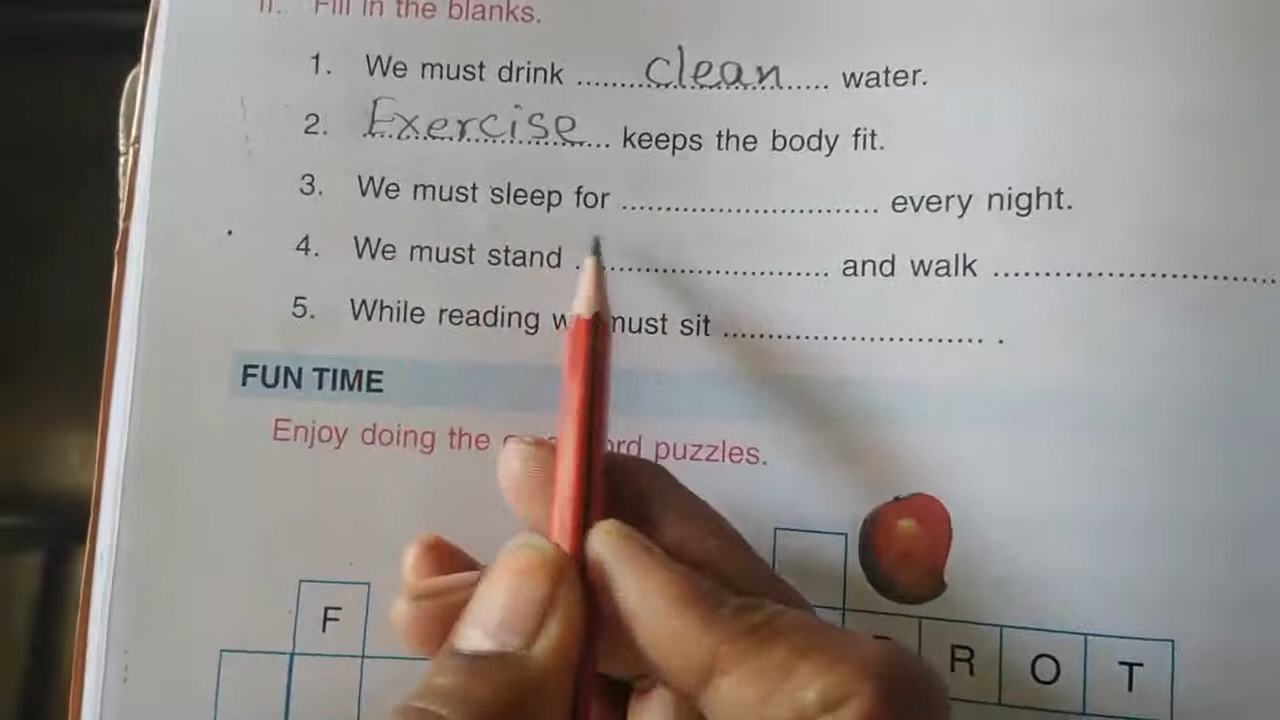 II. Fill in the blanks.
1. We must drink ........clean........ water.
2. Exercise... keeps the body fit.
3. We must sleep for ............................ every night.
4. We must stand ............................ and walk ..................................
5. While reading must sit ............................ .
FUN TIME
Enjoy doing the puzzles.
F
R O T